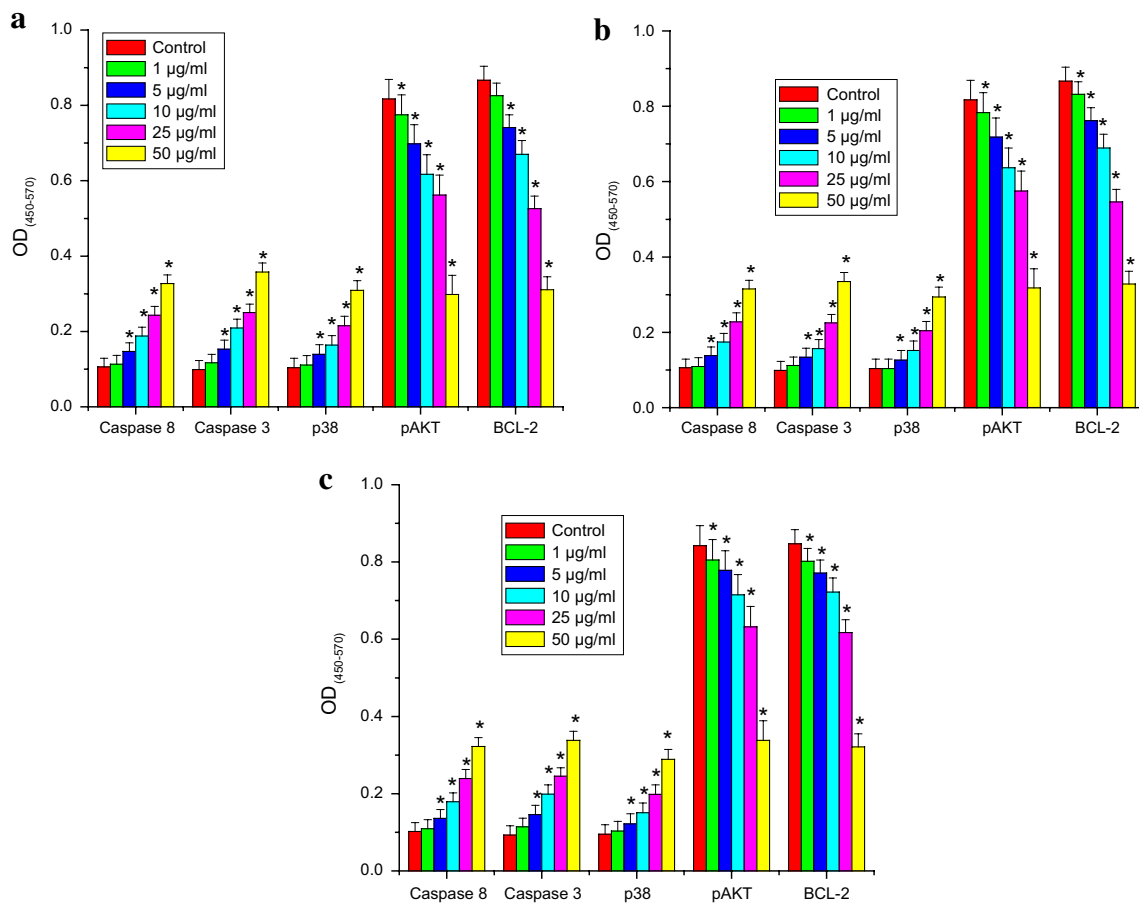 a
1.0
0.8
0.6
0.4
0.2
0.0
OD(450-570)
Control
1 µg/ml
5 µg/ml
10 µg/ml
25 µg/ml
50 µg/ml
* * * *
* * * *
* * * *
* * * * *
* * * *
Caspase 8 Caspase 3 p38 pAKT BCL-2
b
1.0
0.8
0.6
0.4
0.2
0.0
OD(450-570)
Control
1 µg/ml
5 µg/ml
10 µg/ml
25 µg/ml
50 µg/ml
* * * *
* * * *
* * * *
* * * * *
* * * * *
Caspase 8 Caspase 3 p38 pAKT BCL-2
c
1.0
0.8
0.6
0.4
0.2
0.0
OD(450-570)
Control
1 µg/ml
5 µg/ml
10 µg/ml
25 µg/ml
50 µg/ml
* * * *
* * * *
* * * *
* * * * *
* * * * *
Caspase 8 Caspase 3 p38 pAKT BCL-2